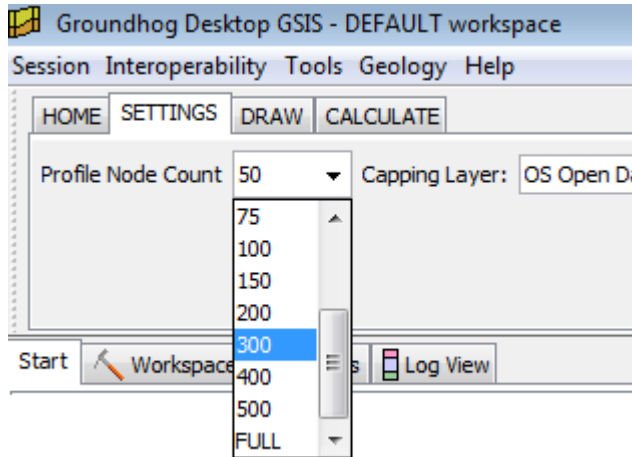 Groundhog Desktop GSIS - DEFAULT workspace
Session Interoperability Tools Geology Help
HOME SETTINGS DRAW CALCULATE
Profile Node Count 50 Capping Layer: OS Open Da
75
100
150
200
300
400
500
FULL
Start Workspace s Log View